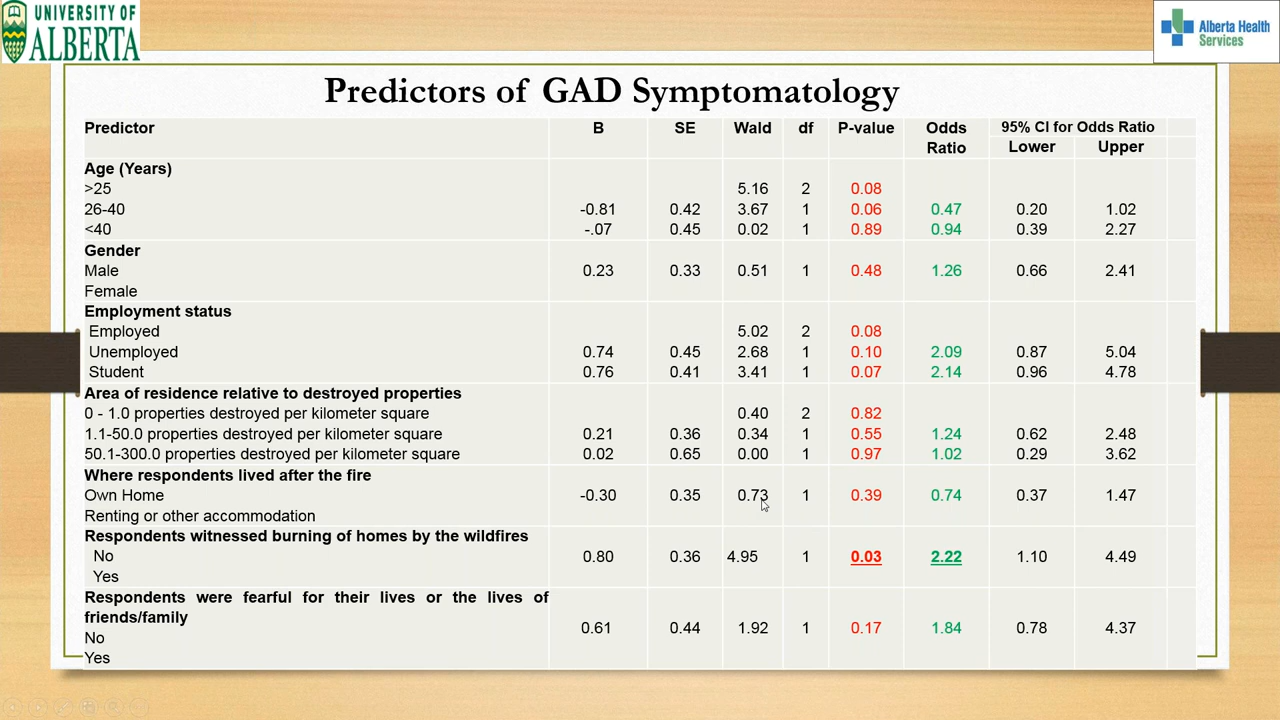 UNIVERSITY OF
ALBERTA
Alberta Health
Services
Predictors of GAD Symptomatology
Predictor B SE Wald df P-value Odds Ratio 95% CI for Odds Ratio
Lower Upper
Age (Years)
>25 5.16 2 0.08
26-40 -0.81 0.42 3.67 1 0.06 0.47 0.20 1.02
<40 -.07 0.45 0.02 1 0.89 0.94 0.39 2.27
Gender
Male 0.23 0.33 0.51 1 0.48 1.26 0.66 2.41
Female
Employment status
Employed 5.02 2 0.08
Unemployed 0.74 0.45 2.68 1 0.10 2.09 0.87 5.04
Student 0.76 0.41 3.41 1 0.07 2.14 0.96 4.78
Area of residence relative to destroyed properties
0 - 1.0 properties destroyed per kilometer square 0.40 2 0.82
1.1-50.0 properties destroyed per kilometer square 0.21 0.36 0.34 1 0.55 1.24 0.62 2.48
50.1-300.0 properties destroyed per kilometer square 0.02 0.65 0.00 1 0.97 1.02 0.29 3.62
Where respondents lived after the fire
Own Home -0.30 0.35 0.73 1 0.39 0.74 0.37 1.47
Renting or other accommodation
Respondents witnessed burning of homes by the wildfires
No 0.80 0.36 4.95 1 0.03 2.22 1.10 4.49
Yes
Respondents were fearful for their lives or the lives of
friends/family
0.61 0.44 1.92 1 0.17 1.84 0.78 4.37
No
Yes